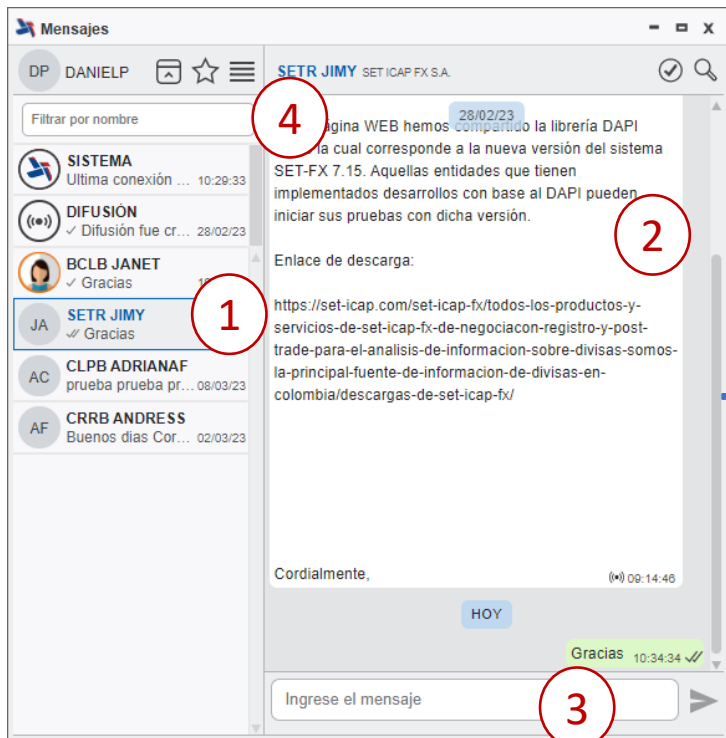 Mensajes
DP DANIELP
Filtrar por nombre
SISTEMA
Ultima conexión ... 10:29:33
DIFUSIÓN
✓ Difusión fue cr... 28/02/23
BCLB JANET
✓ Gracias
JA SETR JIMY
Gracias
AC CLPB ADRIANAF
prueba prueba pr... 08/03/23
AF CRRB ANDRESS
Buenos dias Cor... 02/03/23
1
4
SETR JIMY SET ICAP FX S.A.
28/02/23
WEB hemos compartido la librería DAPI
la cual corresponde a la nueva versión del sistema
SET-FX 7.15. Aquellas entidades que tienen
implementados desarrollos con base al DAPI pueden
iniciar sus pruebas con dicha versión.
2
Enlace de descarga:
https://set-icap.com/set-icap-fx/todos-los-productos-y-
servicios-de-set-icap-fx-de-negociacon-registro-y-post-
trade-para-el-analisis-de-informacion-sobre-divisas-somos-
la-principal-fuente-de-informacion-de-divisas-en-
colombia/descargas-de-set-icap-fx/
Cordialmente,
09:14:46
HOY
Gracias 10:34:34
Ingrese el mensaje
3